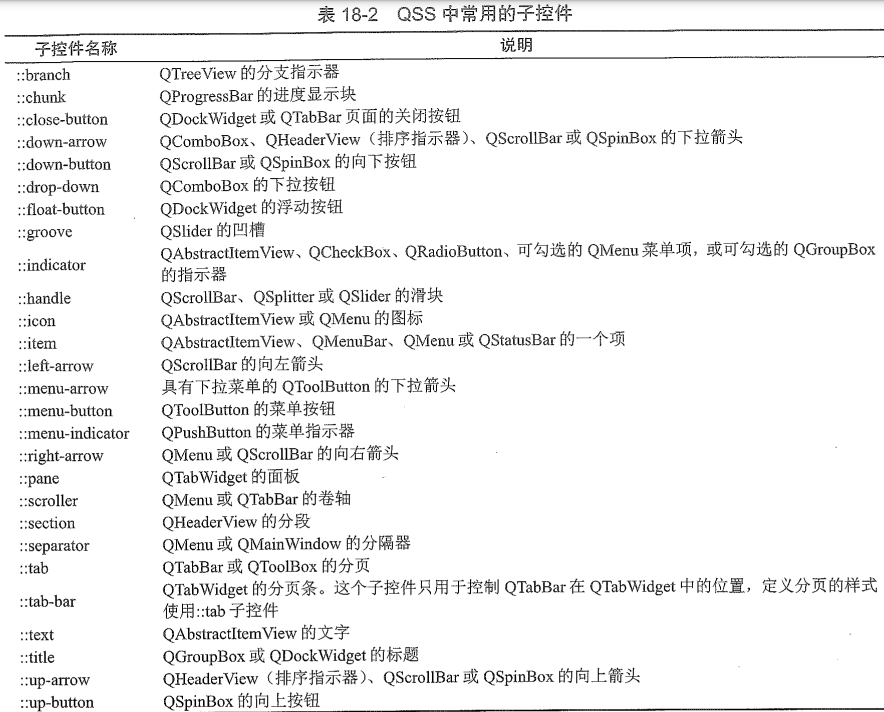 表 18-2 QSS 中常用的子控件
子控件名称 说明
::branch QTreeView 的分支指示器
::chunk QProgressBar 的进度显示块
::close-button QDockWidget 或 QTabBar 页面的关闭按钮
::down-arrow QComboBox、QHeaderView（排序指示器）、QScrollBar 或 QSpinBox 的下拉箭头
::down-button QScrollBar 或 QSpinBox 的向下按钮
::drop-down QComboBox 的下拉按钮
::float-button QDockWidget 的浮动按钮
::groove QSlider 的凹槽
::indicator QAbstractItemView、QCheckBox、QRadioButton、可勾选的 QMenu 菜单项，或可勾选的 QGroupBox
的指示器
::handle QScrollBar、QSplitter 或 QSlider 的滑块
::icon QAbstractItemView 或 QMenu 的图标
::item QAbstractItemView、QMenuBar、QMenu 或 QStatusBar 的一个项
::left-arrow QScrollBar 的向左箭头
::menu-arrow 具有下拉菜单的 QToolButton 的下拉箭头
::menu-button QToolButton 的菜单按钮
::menu-indicator QPushButton 的菜单指示器
::right-arrow QMenu 或 QScrollBar 的向右箭头
::pane QTabWidget 的面板
::scroller QMenu 或 QTabBar 的卷轴
::section QHeaderView 的分段
::separator QMenu 或 QMainWindow 的分隔器
::tab QTabBar 或 QToolBox 的分页
::tab-bar QTabWidget 的分页条。这个子控件只用于控制 QTabBar 在 QTabWidget 中的位置，定义分页的样式
使用::tab 子控件
::text QAbstractItemView 的文字
::title QGroupBox 或 QDockWidget 的标题
::up-arrow QHeaderView（排序指示器）、QScrollBar 或 QSpinBox 的向上箭头
::up-button QSpinBox 的向上按钮